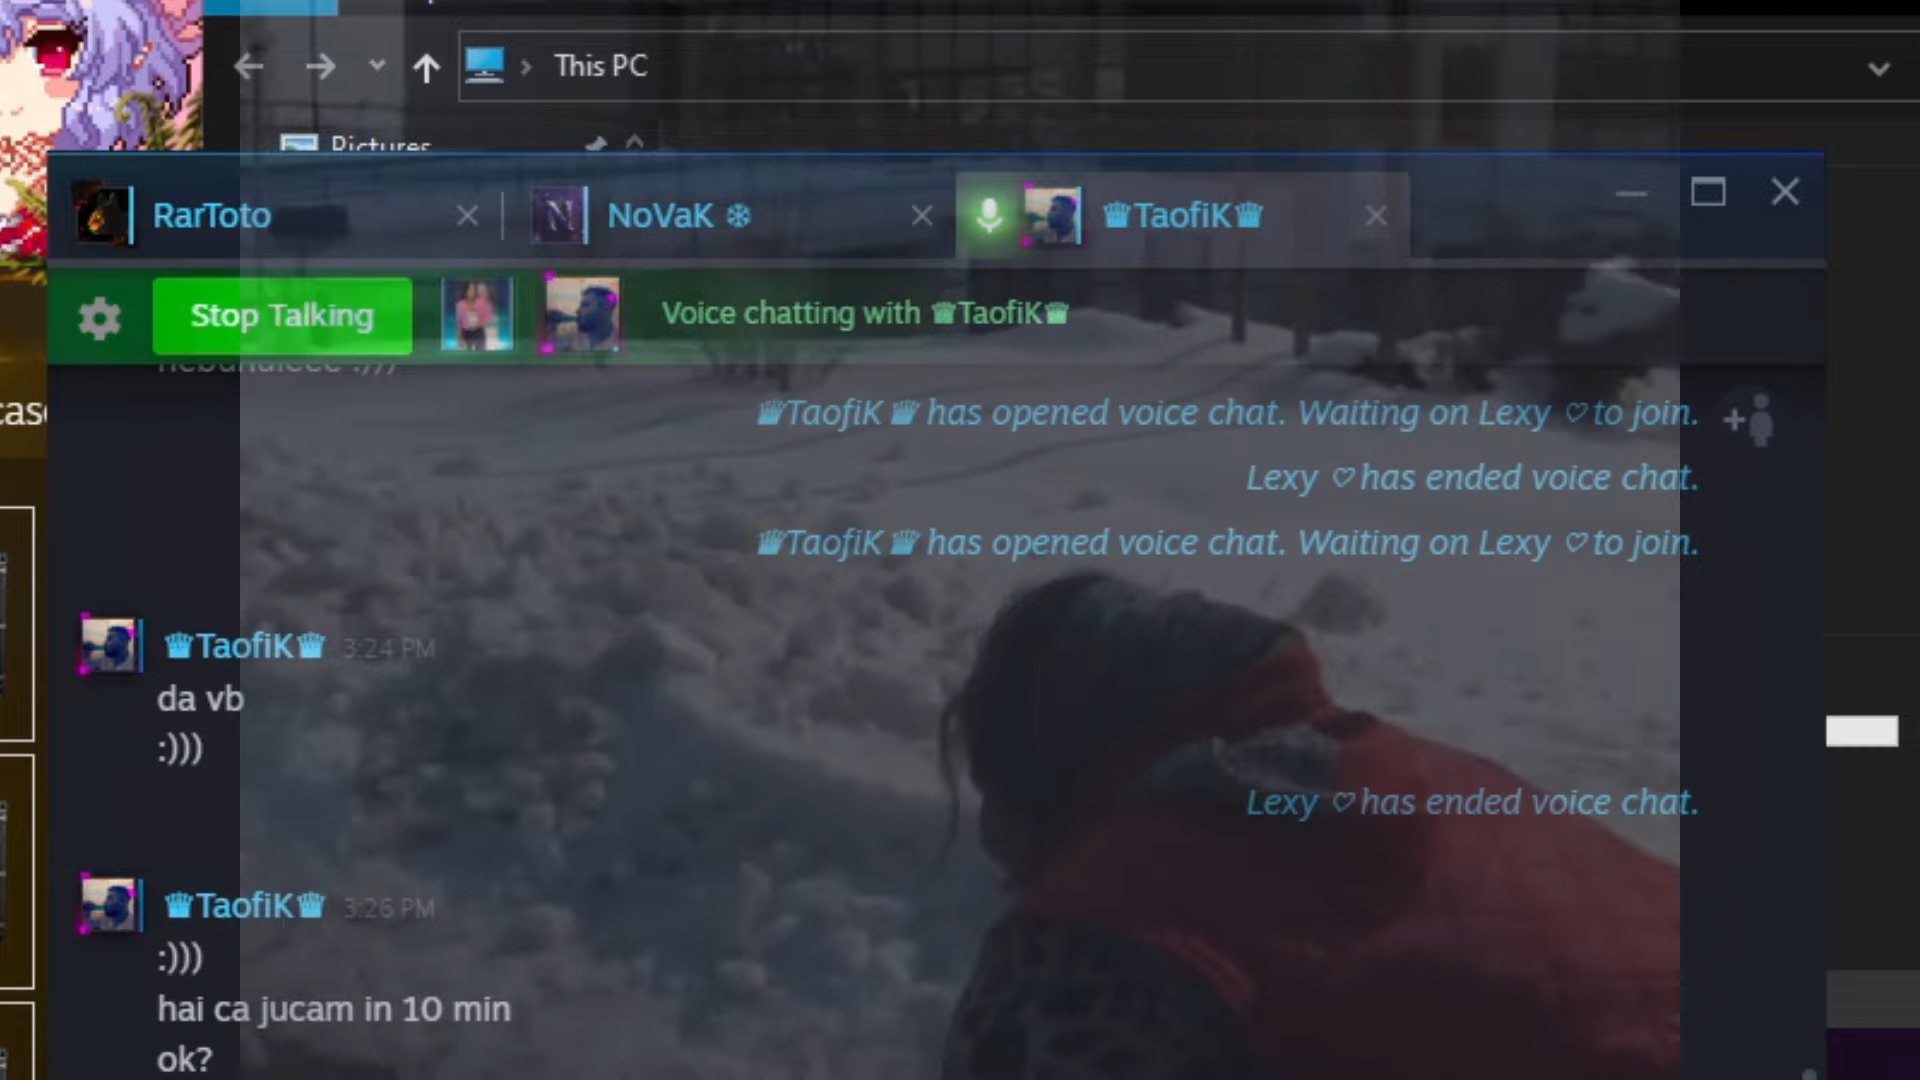 This PC
Pictures
RarToto
NoVaK ❄
♛TaofiK♛
Stop Talking
Voice chatting with ♛TaofiK♛
♛TaofiK♛ has opened voice chat. Waiting on Lexy ♡ to join.
Lexy ♡ has ended voice chat.
♛TaofiK♛ has opened voice chat. Waiting on Lexy ♡ to join.
♛TaofiK♛ 3:24 PM
da vb
:)))
Lexy ♡ has ended voice chat.
♛TaofiK♛ 3:26 PM
:)))
hai ca jucam in 10 min
ok?